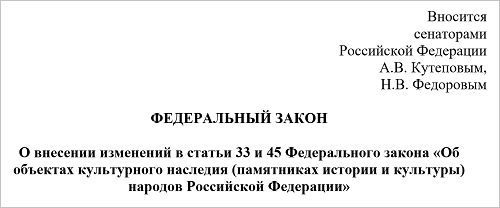 Вносится
сенаторами
Российской Федерации
А.В. Кутеповым,
Н.В. Федоровым
ФЕДЕРАЛЬНЫЙ ЗАКОН
О внесении изменений в статьи 33 и 45 Федерального закона «Об
объектах культурного наследия (памятниках истории и культуры)
народов Российской Федерации»